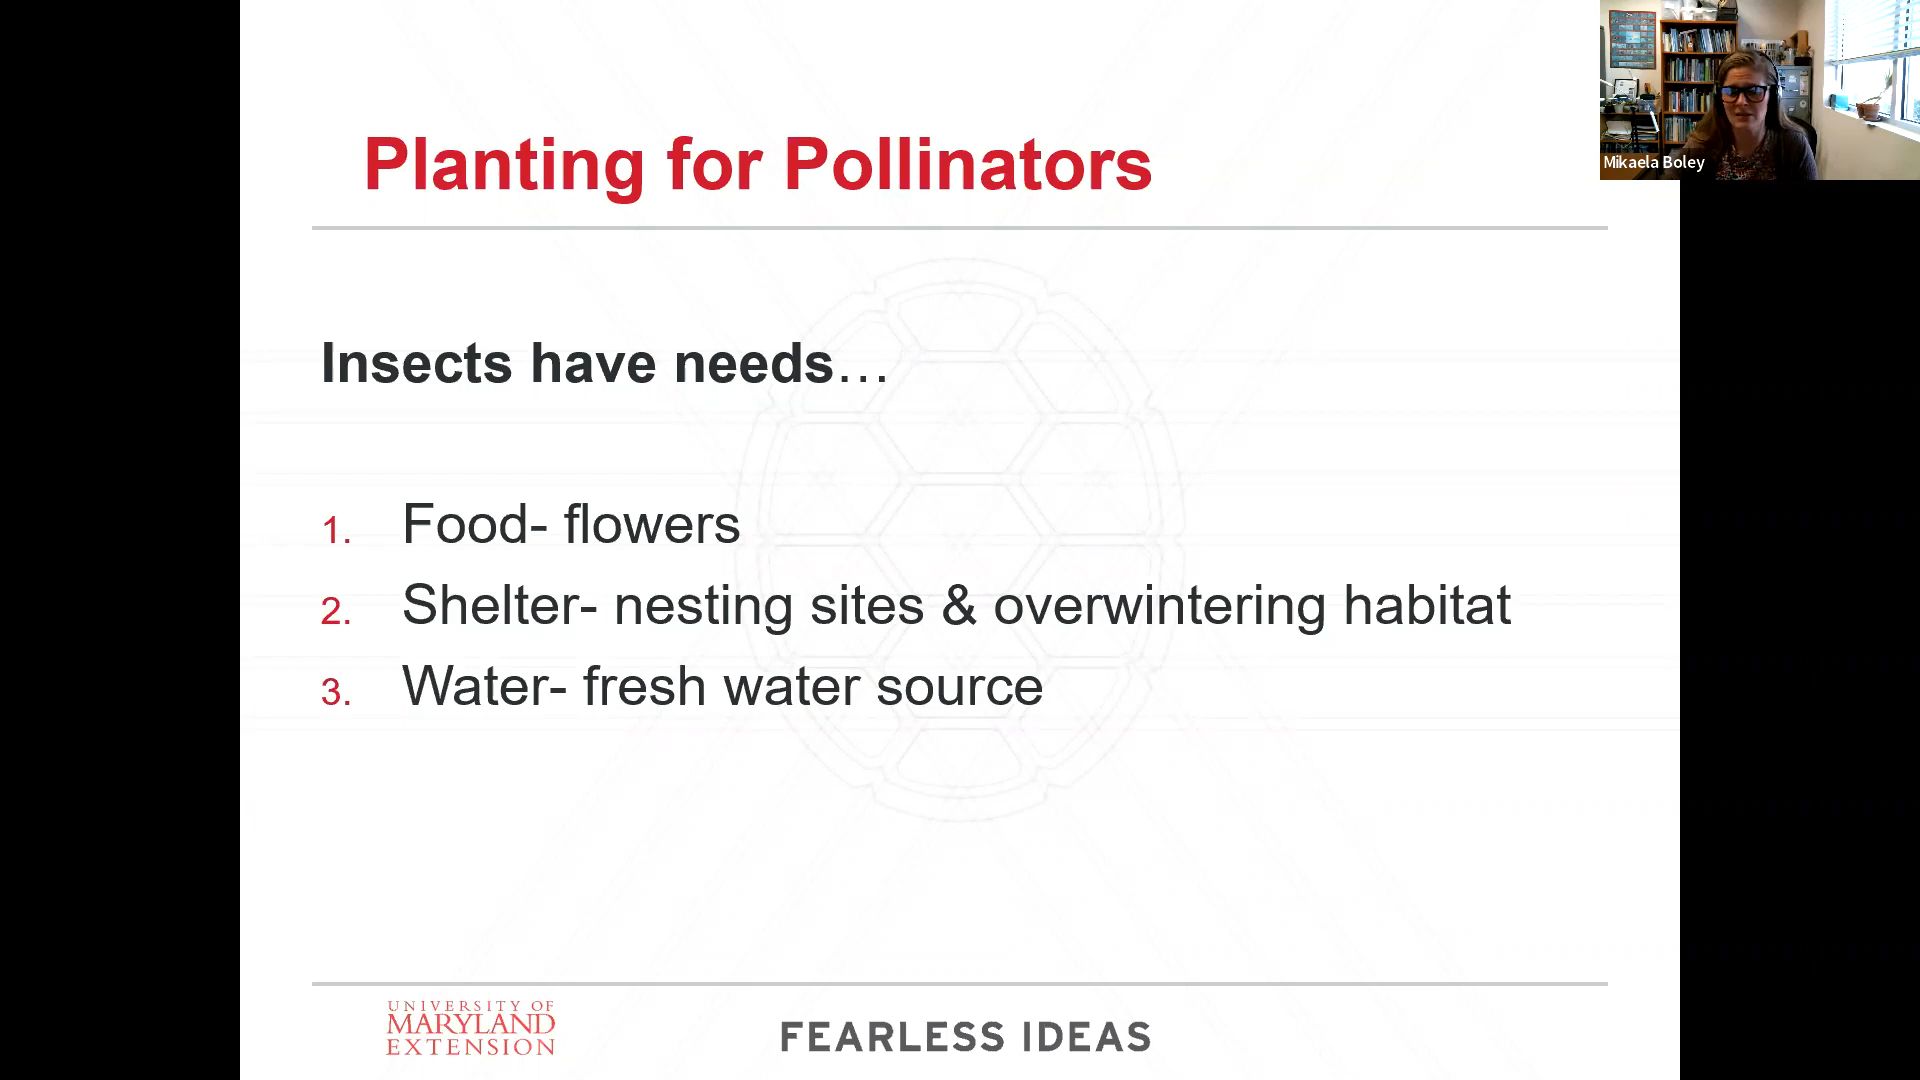 Planting for Pollinators
Mikaela Boley
Insects have needs…
1. Food- flowers
2. Shelter- nesting sites & overwintering habitat
3. Water- fresh water source
UNIVERSITY OF
MARYLAND
EXTENSION
FEARLESS IDEAS